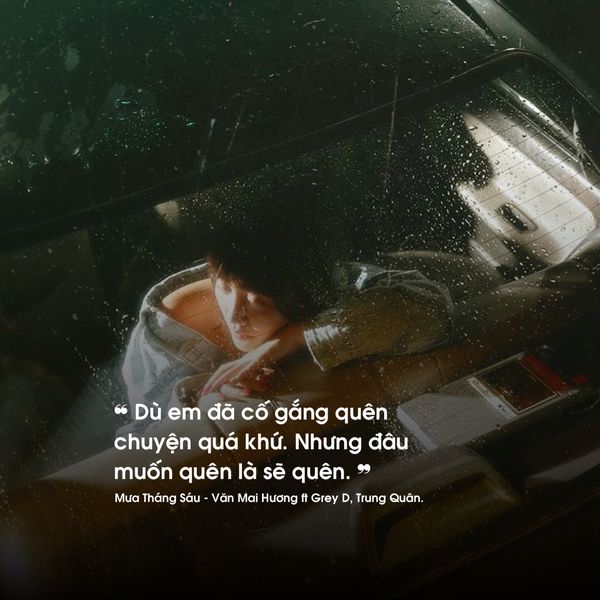 ❝ Dù em đã cố gắng quên
chuyện quá khứ. Nhưng đâu
muốn quên là sẽ quên. ❞
Mưa Tháng Sáu - Văn Mai Hương ft Grey D, Trung Quân.